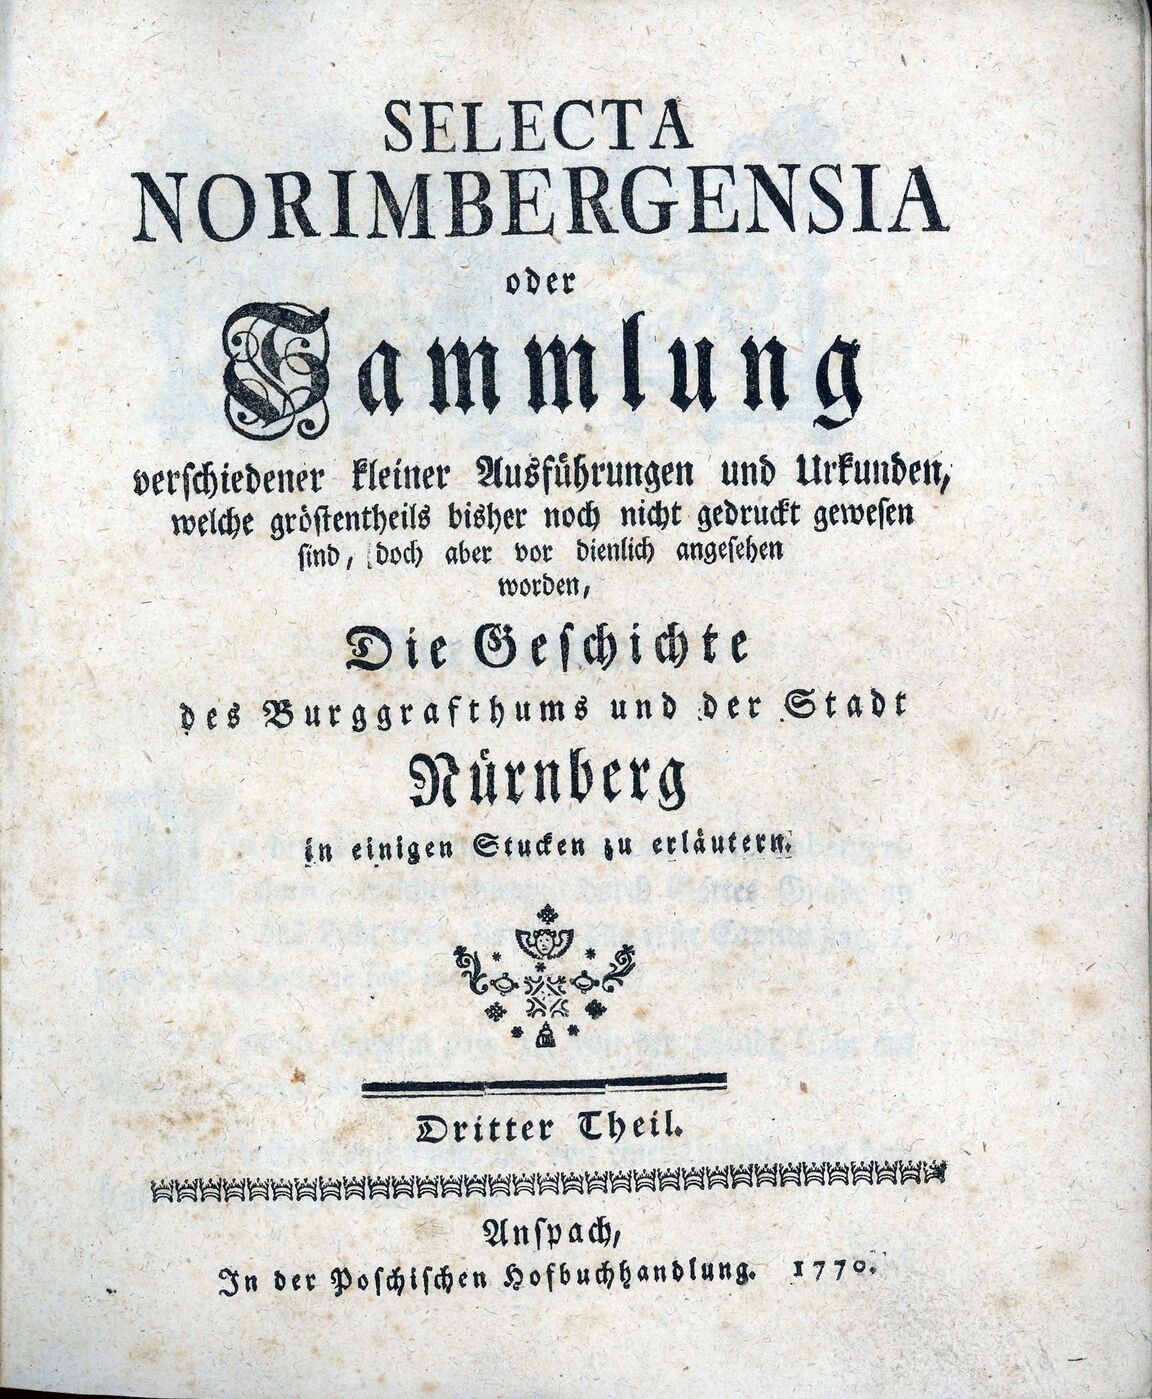 SELECTA
NORIMBERGENSIA
oder
Sammlung
verschiedener kleiner Ausführungen und Urkunden,
welche gröstentheils bisher noch nicht gedruckt gewesen
sind, doch aber vor dienlich angesehen
worden,
Die Geschichte
des Burggrafthums und der Stadt
Nürnberg
in einigen Stucken zu erläutern.
Dritter Theil.
Anspach,
In der Poschischen Hofbuchhandlung. 1770.